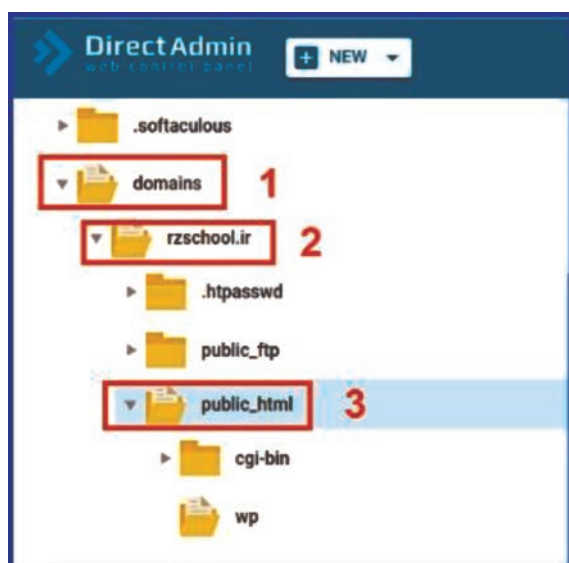 DirectAdmin
web control panel
NEW
.softaculous
domains 1
rzschool.ir 2
.htpasswd
public_ftp
public_html 3
cgi-bin
wp